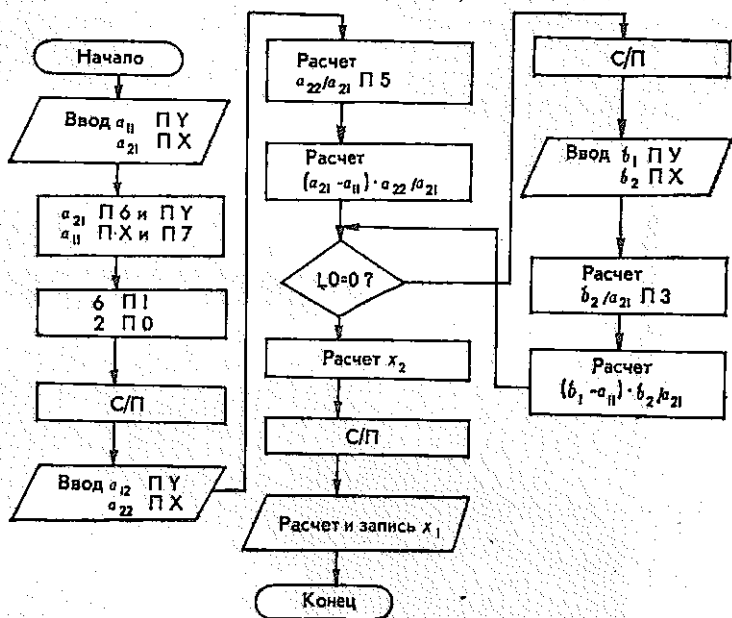 Начало
Ввод a₁₁ П Y
a₂₁ П X
a₂₁ П 6 и П Y
a₁₁ П·X и П 7
6 П I
2 П 0
С/П
Ввод a₁₂ П Y
a₂₂ П X
Расчет
a₂₂/a₂₁ П 5
Расчет
(a₂₁ - a₁₁) · a₂₂/a₂₁
L0=0 ?
Расчет x₂
С/П
Расчет и запись x₁
Конец
С/П
Ввод b₁ П У
b₂ П X
Расчет
b₂/a₂₁ П 3
Расчет
(b₁ - a₁₁) · b₂/a₂₁